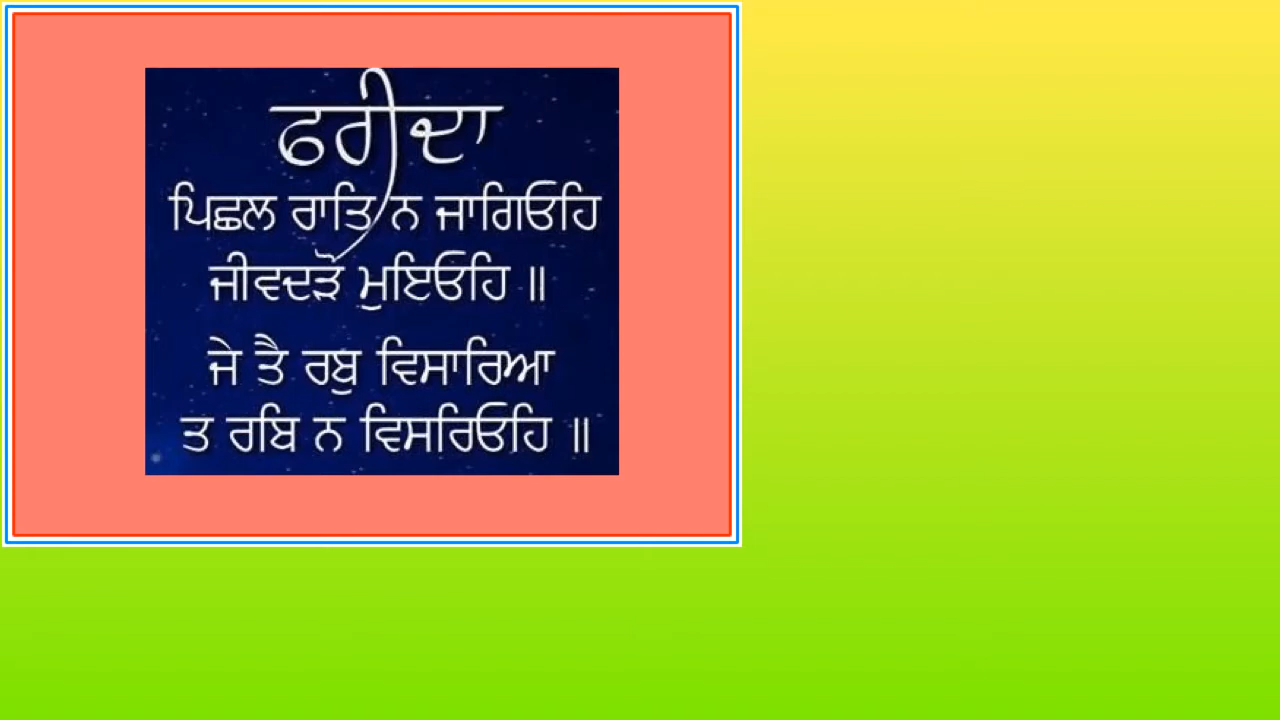 ਫਰੀਦਾ
ਪਿਛਲ ਰਾਤਿ ਨ ਜਾਗਿਓਹਿ
ਜੀਵਦੜੋ ਮੁਇਓਹਿ ॥
ਜੇ ਤੈ ਰਬੁ ਵਿਸਾਰਿਆ
ਤ ਰਬਿ ਨ ਵਿਸਰਿਓਹਿ ॥